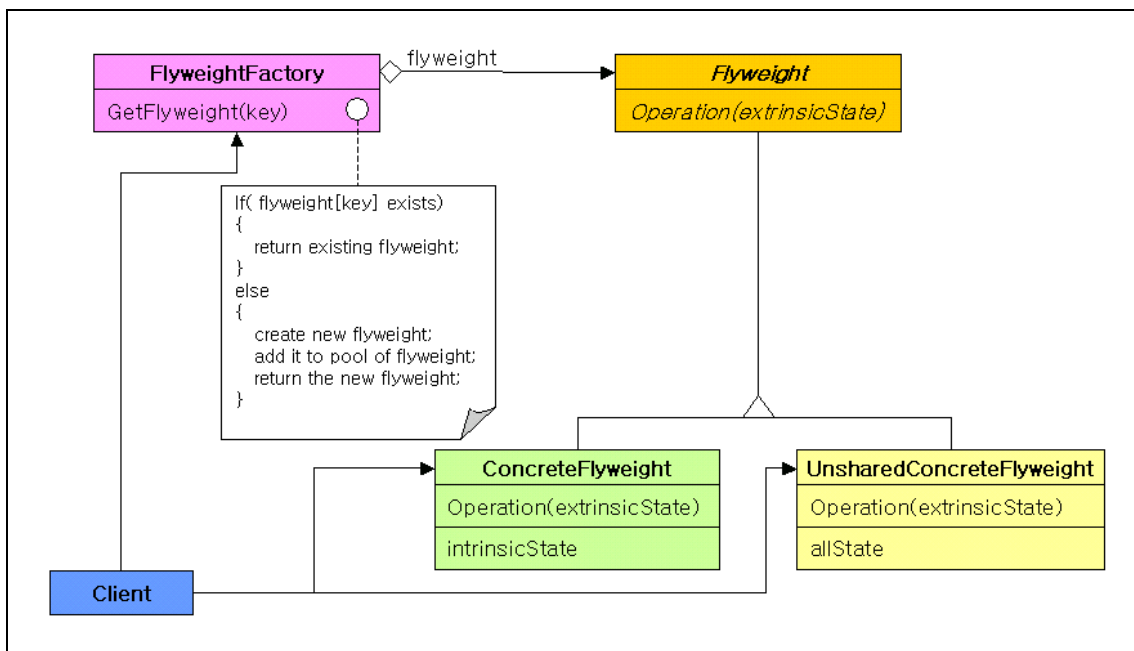 flyweight
FlyweightFactory
GetFlyweight(key)
Flyweight
Operation(extrinsicState)
If( flyweight[key] exists)
{
return existing flyweight;
}
else
{
create new flyweight;
add it to pool of flyweight;
return the new flyweight;
}
ConcreteFlyweight
Operation(extrinsicState)
intrinsicState
UnsharedConcreteFlyweight
Operation(extrinsicState)
allState
Client